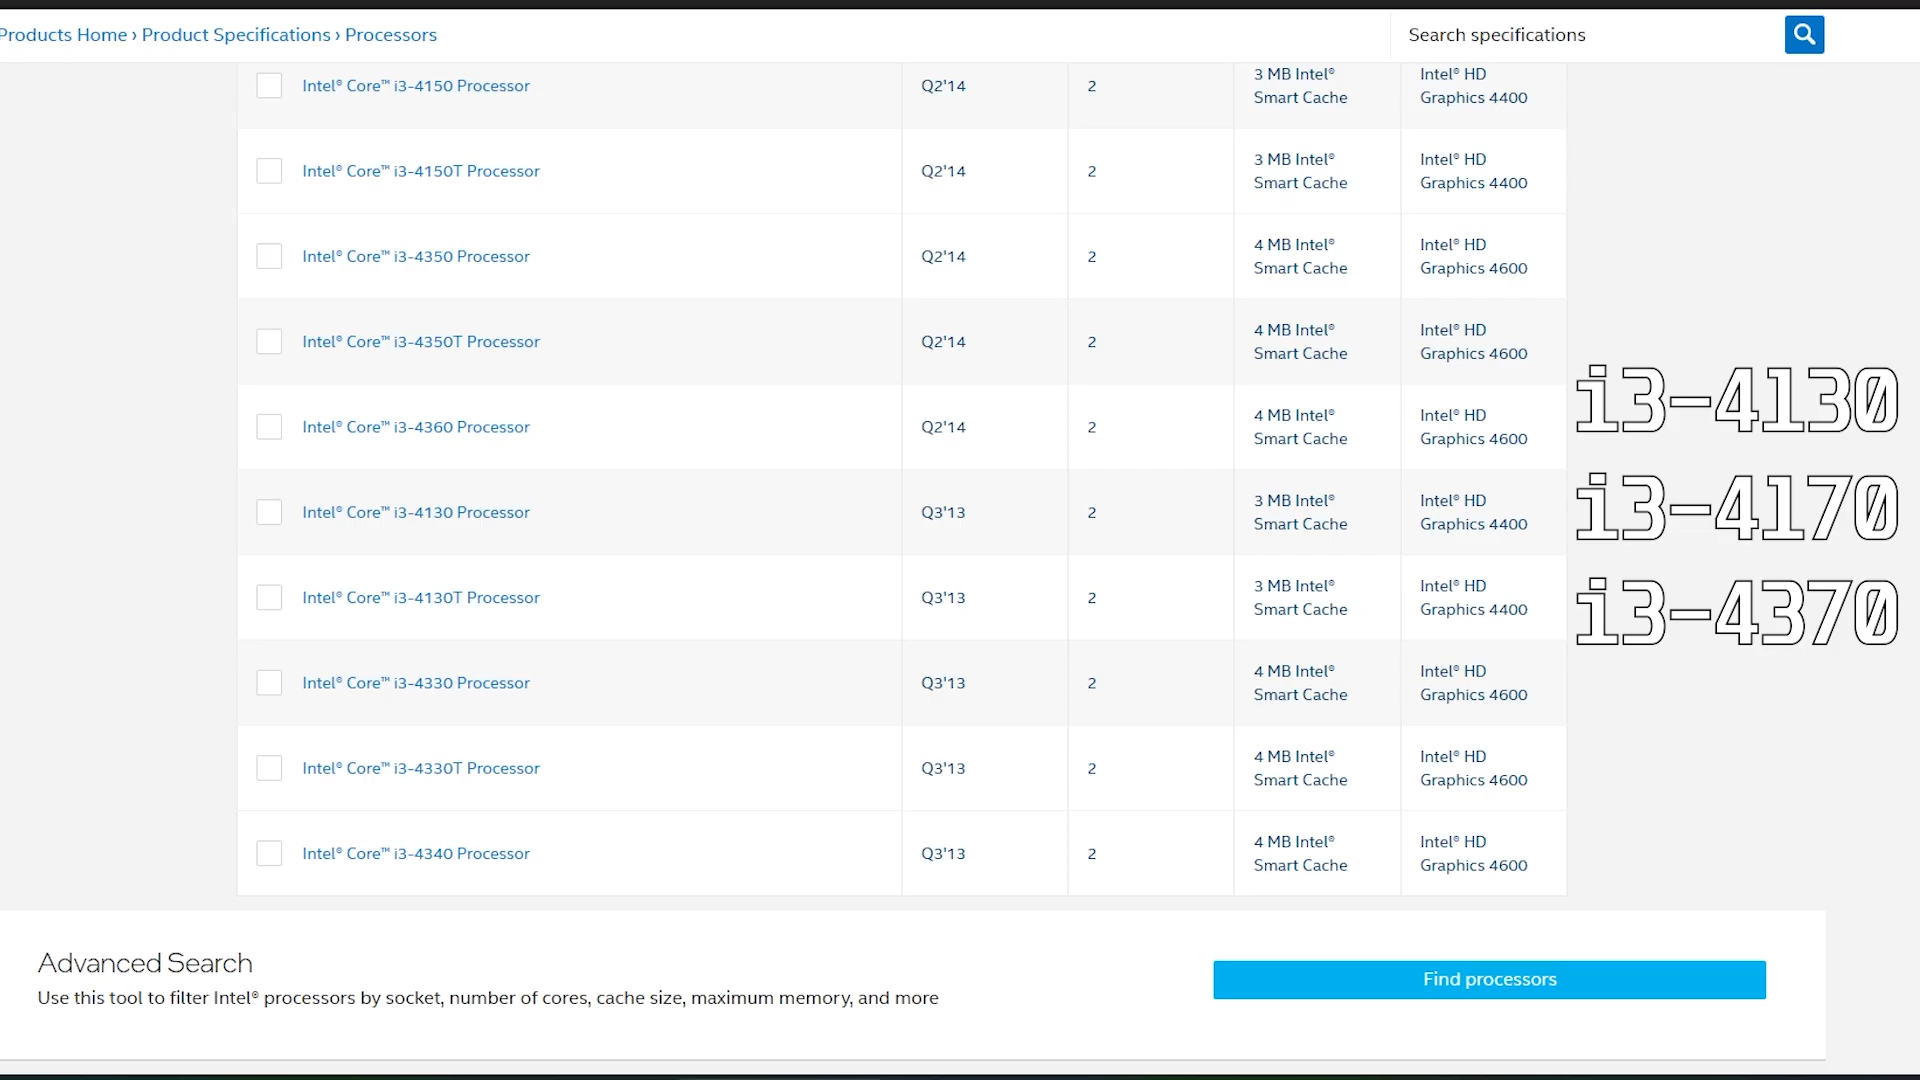 Products Home › Product Specifications › Processors
Search specifications
Intel® Core™ i3-4150 Processor Q2'14 2 3 MB Intel® Smart Cache Intel® HD Graphics 4400
Intel® Core™ i3-4150T Processor Q2'14 2 3 MB Intel® Smart Cache Intel® HD Graphics 4400
Intel® Core™ i3-4350 Processor Q2'14 2 4 MB Intel® Smart Cache Intel® HD Graphics 4600
Intel® Core™ i3-4350T Processor Q2'14 2 4 MB Intel® Smart Cache Intel® HD Graphics 4600
Intel® Core™ i3-4360 Processor Q2'14 2 4 MB Intel® Smart Cache Intel® HD Graphics 4600
Intel® Core™ i3-4130 Processor Q3'13 2 3 MB Intel® Smart Cache Intel® HD Graphics 4400
Intel® Core™ i3-4130T Processor Q3'13 2 3 MB Intel® Smart Cache Intel® HD Graphics 4400
Intel® Core™ i3-4330 Processor Q3'13 2 4 MB Intel® Smart Cache Intel® HD Graphics 4600
Intel® Core™ i3-4330T Processor Q3'13 2 4 MB Intel® Smart Cache Intel® HD Graphics 4600
Intel® Core™ i3-4340 Processor Q3'13 2 4 MB Intel® Smart Cache Intel® HD Graphics 4600
i3-4130
i3-4170
i3-4370
Advanced Search
Use this tool to filter Intel® processors by socket, number of cores, cache size, maximum memory, and more
Find processors